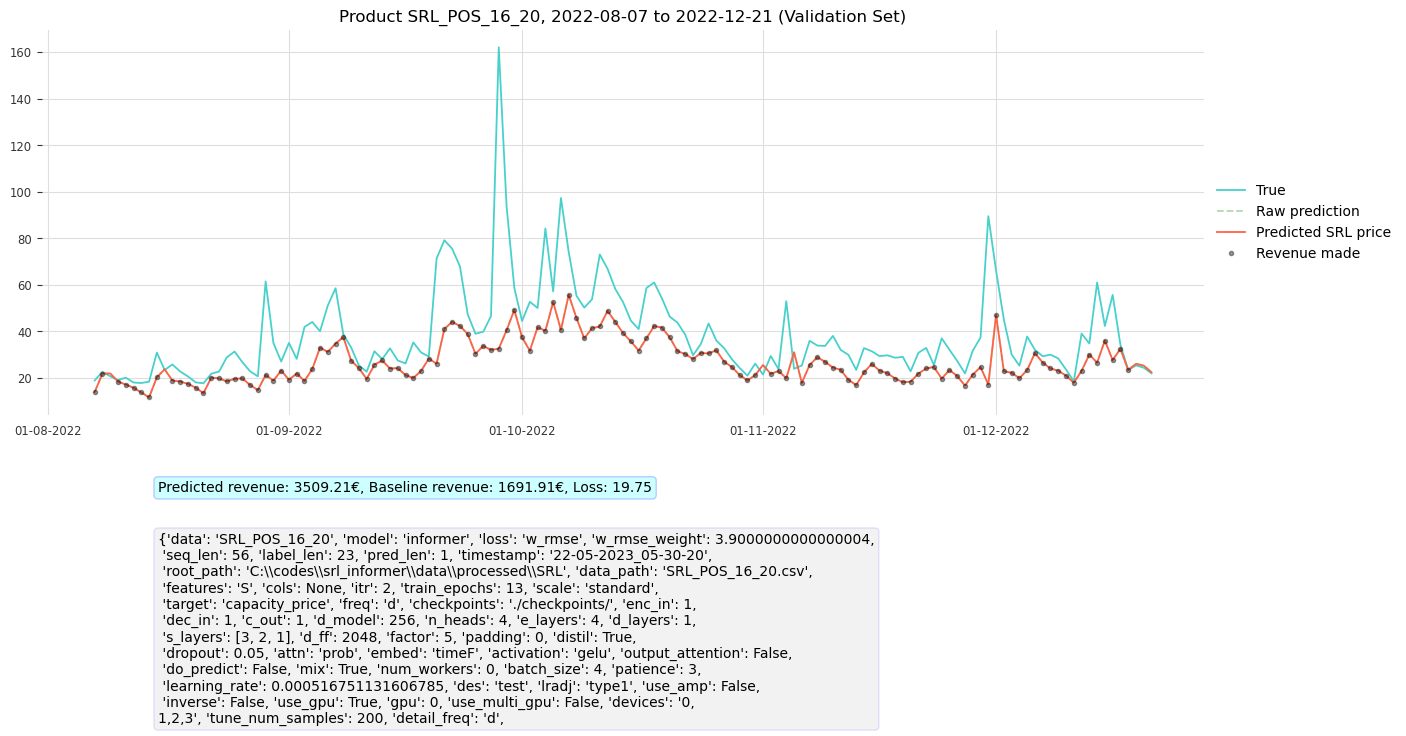 Product SRL_POS_16_20, 2022-08-07 to 2022-12-21 (Validation Set)
160
140
120
100
80
60
40
20
01-08-2022
01-09-2022
01-10-2022
01-11-2022
01-12-2022
True
Raw prediction
Predicted SRL price
Revenue made
Predicted revenue: 3509.21€, Baseline revenue: 1691.91€, Loss: 19.75
{'data': 'SRL_POS_16_20', 'model': 'informer', 'loss': 'w_rmse', 'w_rmse_weight': 3.9000000000000004,
'seq_len': 56, 'label_len': 23, 'pred_len': 1, 'timestamp': '22-05-2023_05-30-20',
'root_path': 'C:\\codes\\srl_informer\\data\\processed\\SRL', 'data_path': 'SRL_POS_16_20.csv',
'features': 'S', 'cols': None, 'itr': 2, 'train_epochs': 13, 'scale': 'standard',
'target': 'capacity_price', 'freq': 'd', 'checkpoints': './checkpoints/', 'enc_in': 1,
'dec_in': 1, 'c_out': 1, 'd_model': 256, 'n_heads': 4, 'e_layers': 4, 'd_layers': 1,
's_layers': [3, 2, 1], 'd_ff': 2048, 'factor': 5, 'padding': 0, 'distil': True,
'dropout': 0.05, 'attn': 'prob', 'embed': 'timeF', 'activation': 'gelu', 'output_attention': False,
'do_predict': False, 'mix': True, 'num_workers': 0, 'batch_size': 4, 'patience': 3,
'learning_rate': 0.000516751131606785, 'des': 'test', 'lradj': 'type1', 'use_amp': False,
'inverse': False, 'use_gpu': True, 'gpu': 0, 'use_multi_gpu': False, 'devices': '0,
1,2,3', 'tune_num_samples': 200, 'detail_freq': 'd',